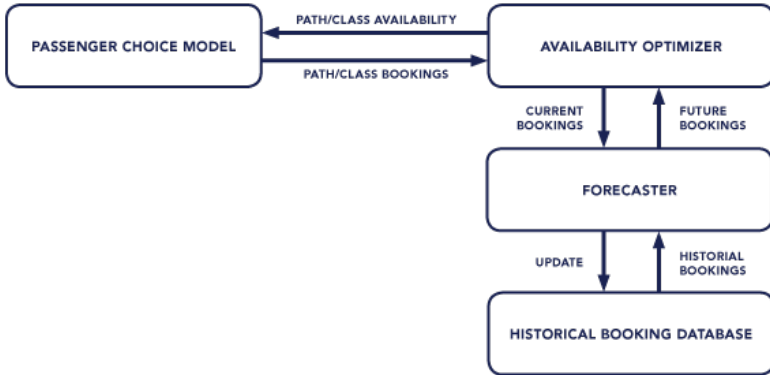 PATH/CLASS AVAILABILITY
PASSENGER CHOICE MODEL
AVAILABILITY OPTIMIZER
PATH/CLASS BOOKINGS
CURRENT
BOOKINGS
FUTURE
BOOKINGS
FORECASTER
UPDATE
HISTORIAL
BOOKINGS
HISTORICAL BOOKING DATABASE